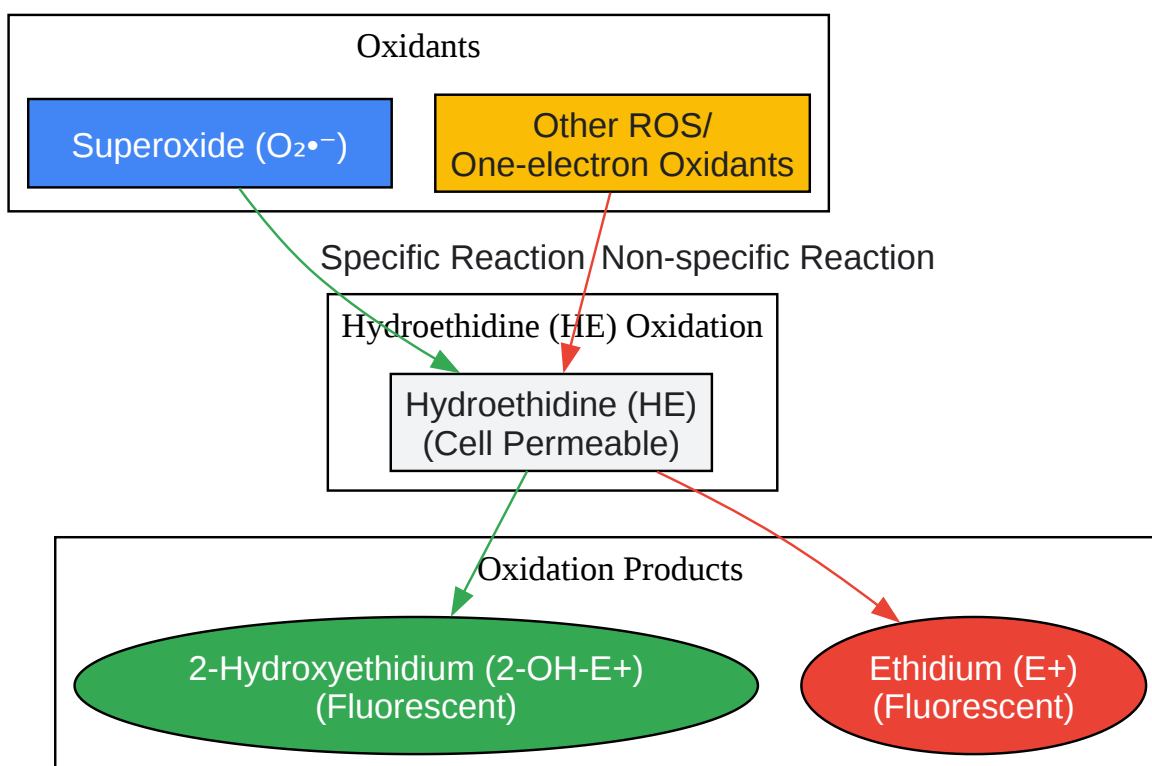 Oxidants
Superoxide (O₂•⁻)
Other ROS/
One-electron Oxidants
Specific Reaction
Non-specific Reaction
Hydroethidine (HE) Oxidation
Hydroethidine (HE)
(Cell Permeable)
Oxidation Products
2-Hydroxyethidium (2-OH-E+)
(Fluorescent)
Ethidium (E+)
(Fluorescent)